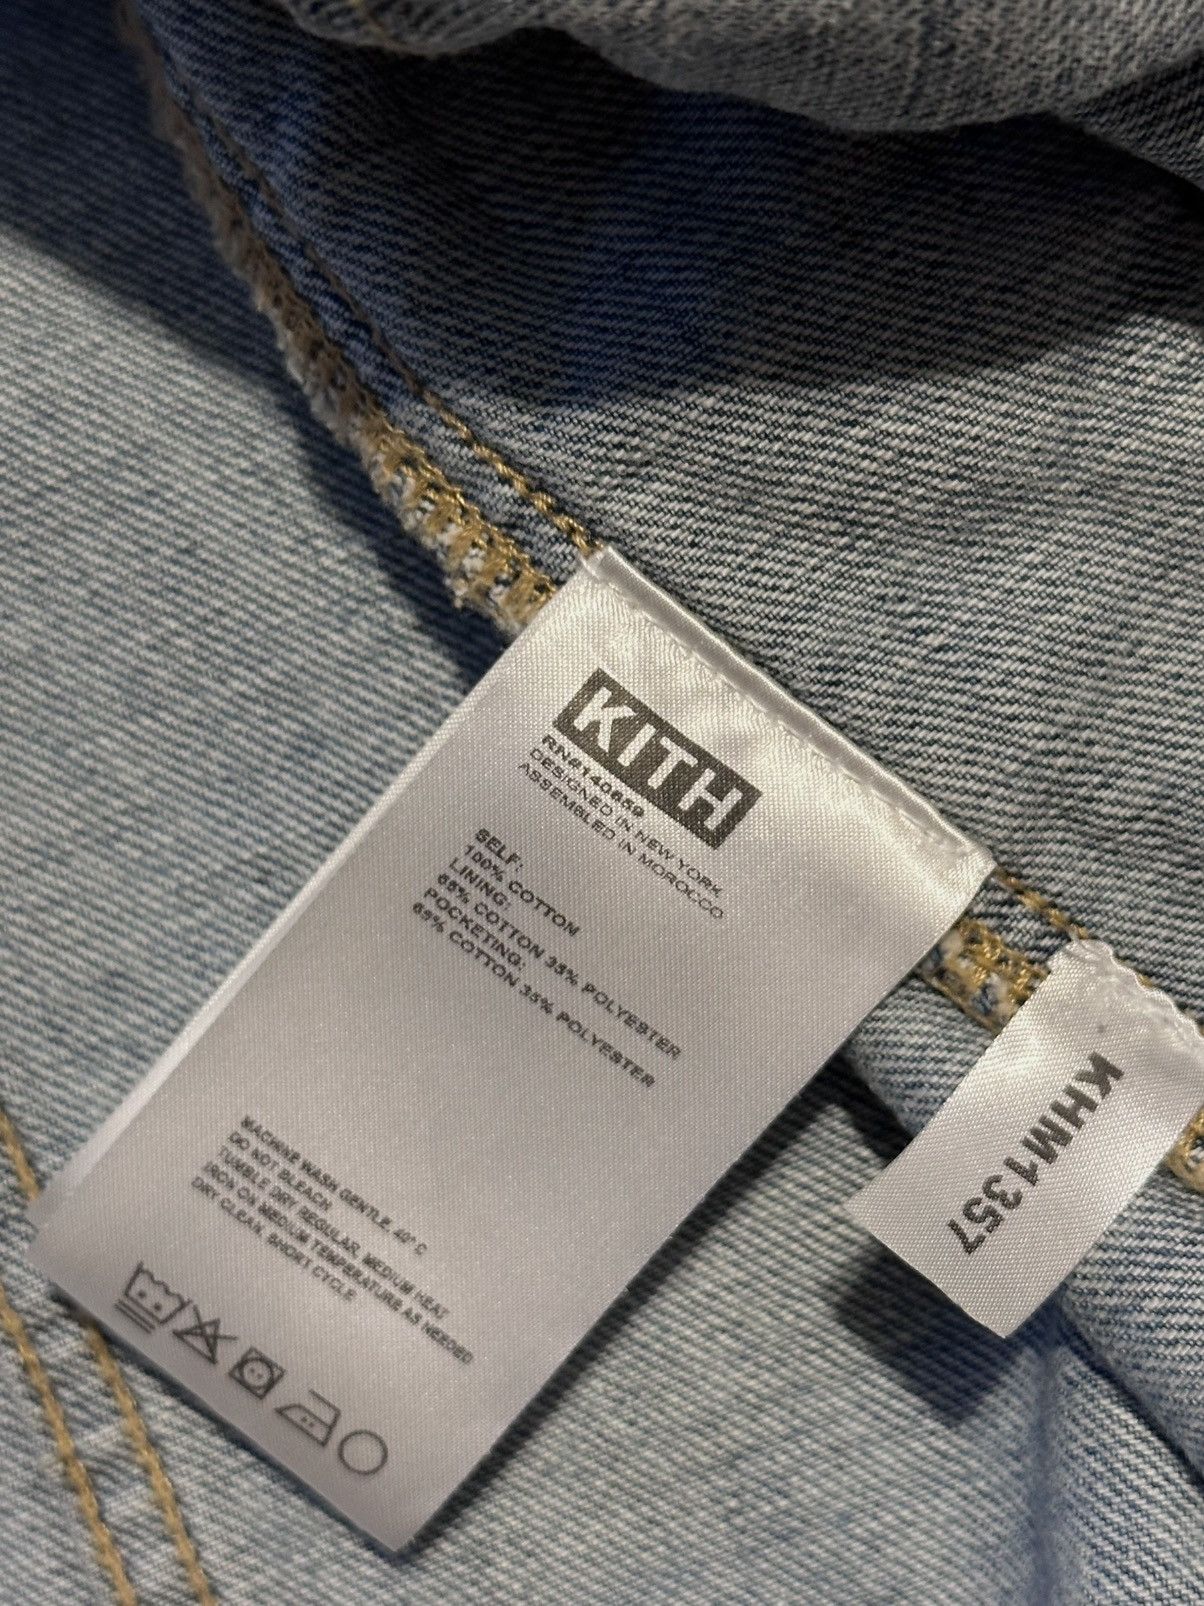 KITH
RN#140659
DESIGNED IN NEW YORK
ASSEMBLED IN MOROCCO
SELF:
100% COTTON
LINING:
65% COTTON 35% POLYESTER
POCKETING:
65% COTTON 35% POLYESTER
MACHINE WASH GENTLE, 40° C
DO NOT BLEACH
TUMBLE DRY REGULAR, MEDIUM HEAT
IRON ON MEDIUM TEMPERATURE AS NEEDED
DRY CLEAN, SHORT CYCLE
KHM1357